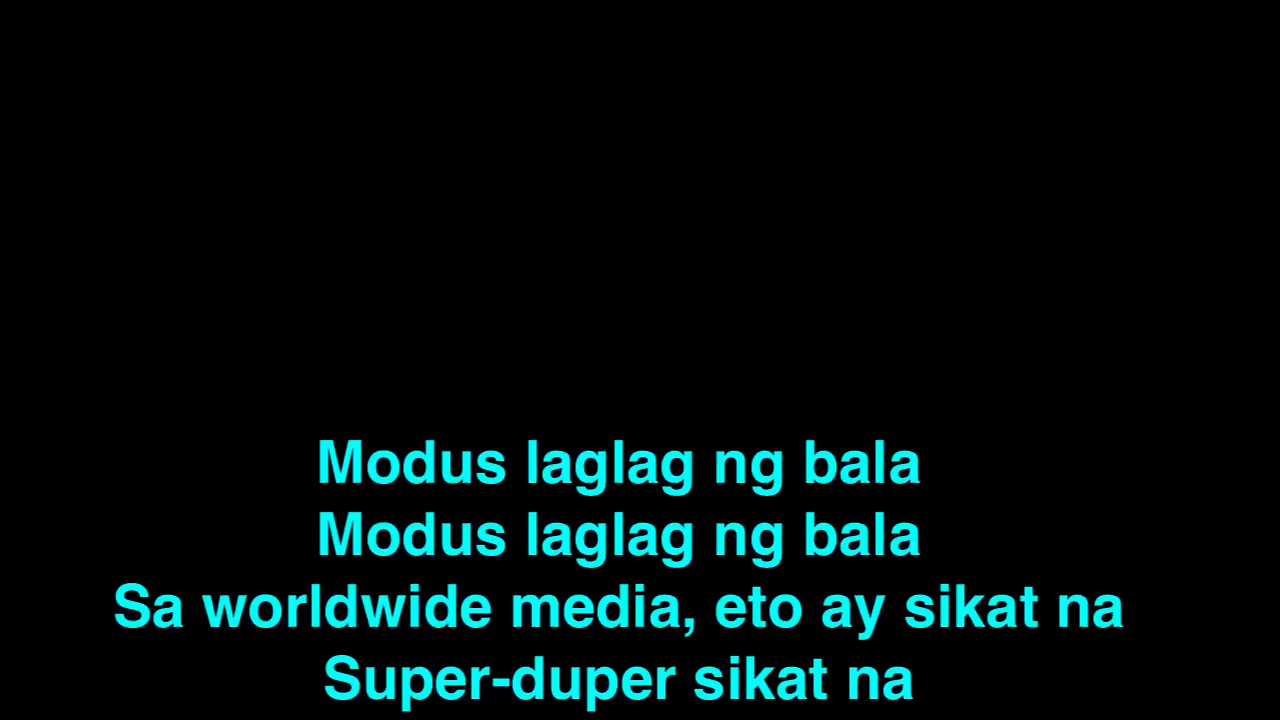 Modus laglag ng bala
Modus laglag ng bala
Sa worldwide media, eto ay sikat na
Super-duper sikat na